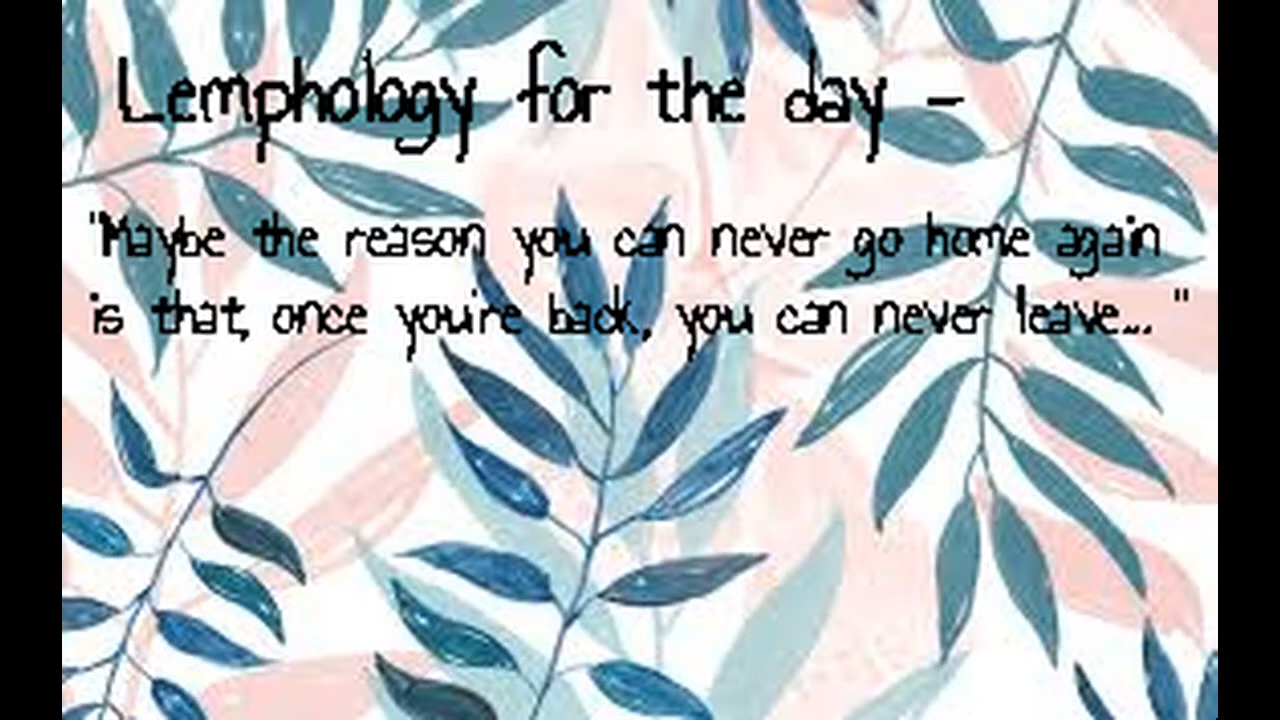 Lemphology for the day -
"Maybe the reason you can never go home again
is that, once you're back, you can never leave... "